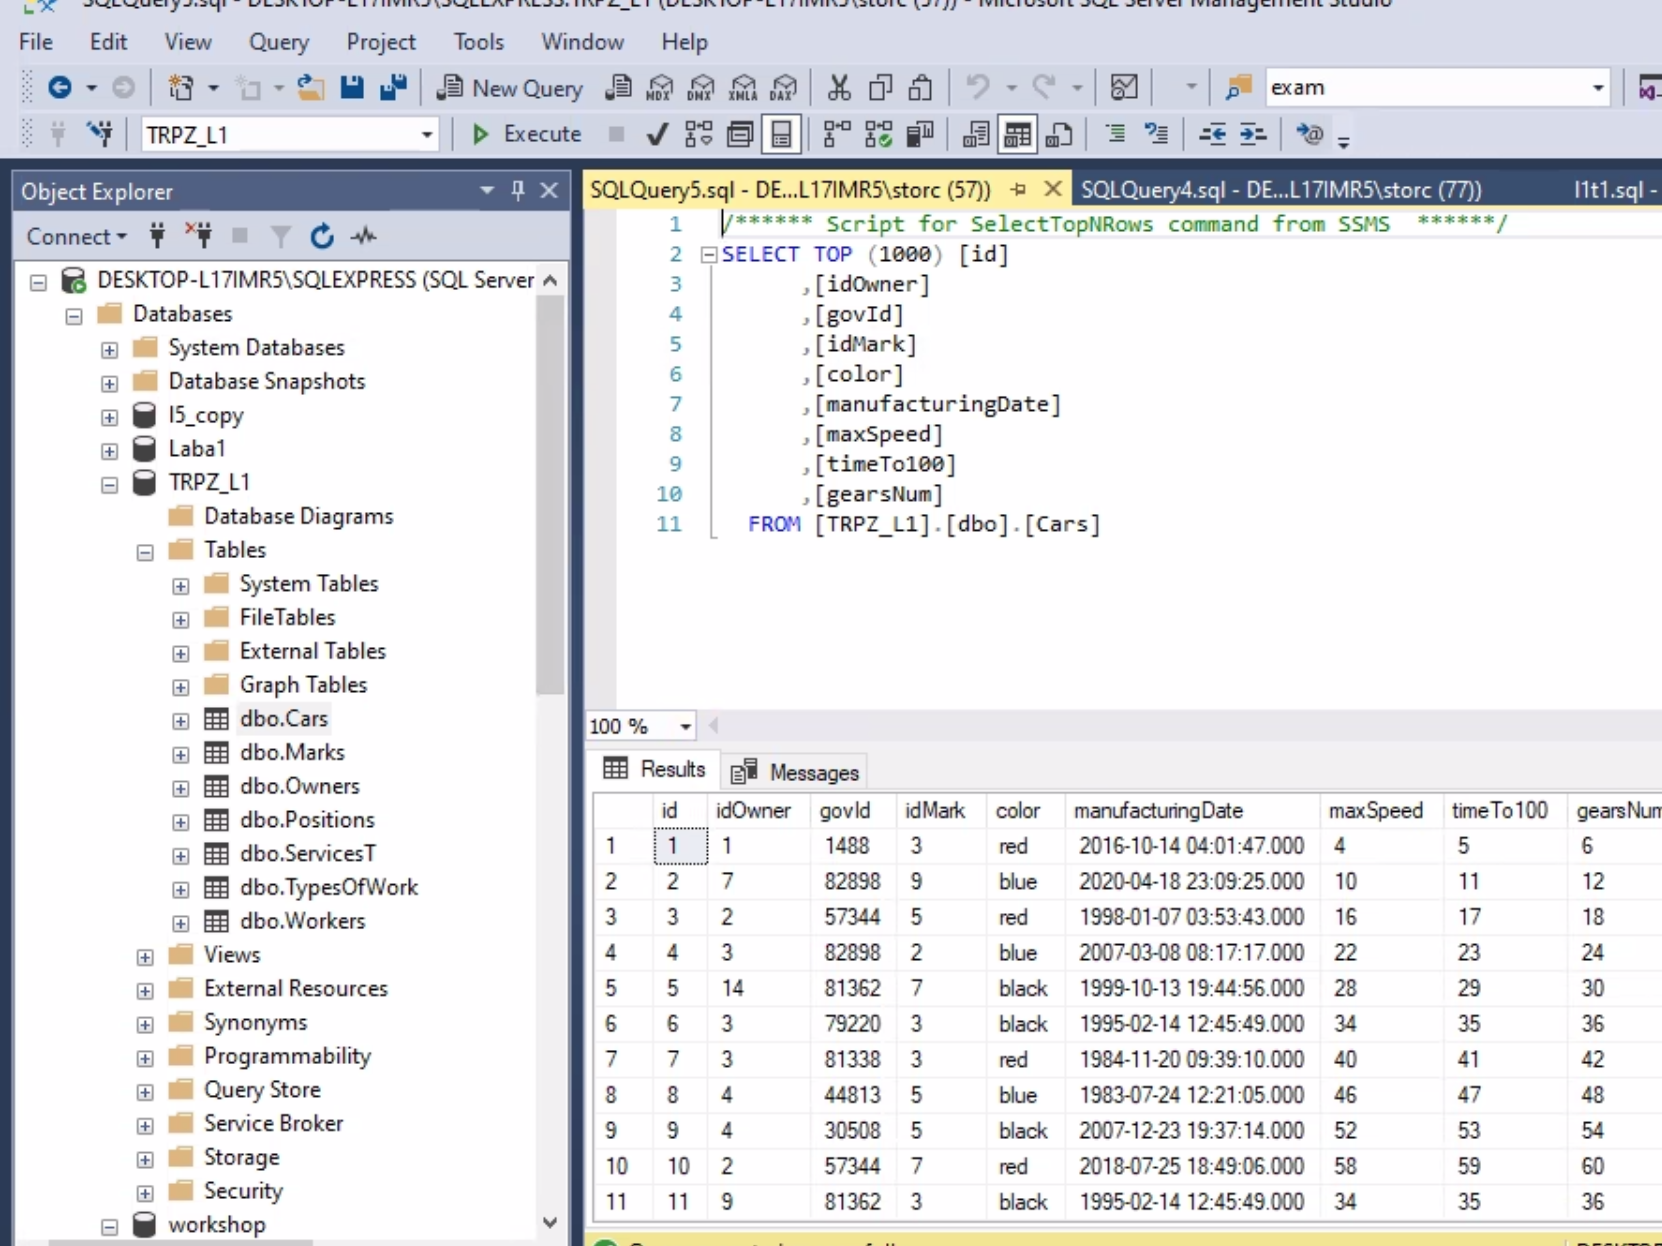 SQLQuery5.sql - DESKTOP-L17IMR5\SQLEXPRESS.TRPZ_L1 (DESKTOP-L17IMR5\storc (57)) - Microsoft SQL Server Management Studio
File Edit View Query Project Tools Window Help
New Query MDX DMX XMLA DAX exam
TRPZ_L1 Execute
Object Explorer
SQLQuery5.sql - DE...L17IMR5\storc (57)) SQLQuery4.sql - DE...L17IMR5\storc (77)) l1t1.sql -
Connect
DESKTOP-L17IMR5\SQLEXPRESS (SQL Server
Databases
System Databases
Database Snapshots
l5_copy
Laba1
TRPZ_L1
Database Diagrams
Tables
System Tables
FileTables
External Tables
Graph Tables
dbo.Cars
dbo.Marks
dbo.Owners
dbo.Positions
dbo.ServicesT
dbo.TypesOfWork
dbo.Workers
Views
External Resources
Synonyms
Programmability
Query Store
Service Broker
Storage
Security
workshop
1 /****** Script for SelectTopNRows command from SSMS  ******/
2 SELECT TOP (1000) [id]
3 ,[idOwner]
4 ,[govId]
5 ,[idMark]
6 ,[color]
7 ,[manufacturingDate]
8 ,[maxSpeed]
9 ,[timeTo100]
10 ,[gearsNum]
11 FROM [TRPZ_L1].[dbo].[Cars]
100 %
Results Messages
id idOwner govId idMark color manufacturingDate maxSpeed timeTo100 gearsNum
1 1 1 1488 3 red 2016-10-14 04:01:47.000 4 5 6
2 2 7 82898 9 blue 2020-04-18 23:09:25.000 10 11 12
3 3 2 57344 5 red 1998-01-07 03:53:43.000 16 17 18
4 4 3 82898 2 blue 2007-03-08 08:17:17.000 22 23 24
5 5 14 81362 7 black 1999-10-13 19:44:56.000 28 29 30
6 6 3 79220 3 black 1995-02-14 12:45:49.000 34 35 36
7 7 3 81338 3 red 1984-11-20 09:39:10.000 40 41 42
8 8 4 44813 5 blue 1983-07-24 12:21:05.000 46 47 48
9 9 4 30508 5 black 2007-12-23 19:37:14.000 52 53 54
10 10 2 57344 7 red 2018-07-25 18:49:06.000 58 59 60
11 11 9 81362 3 black 1995-02-14 12:45:49.000 34 35 36